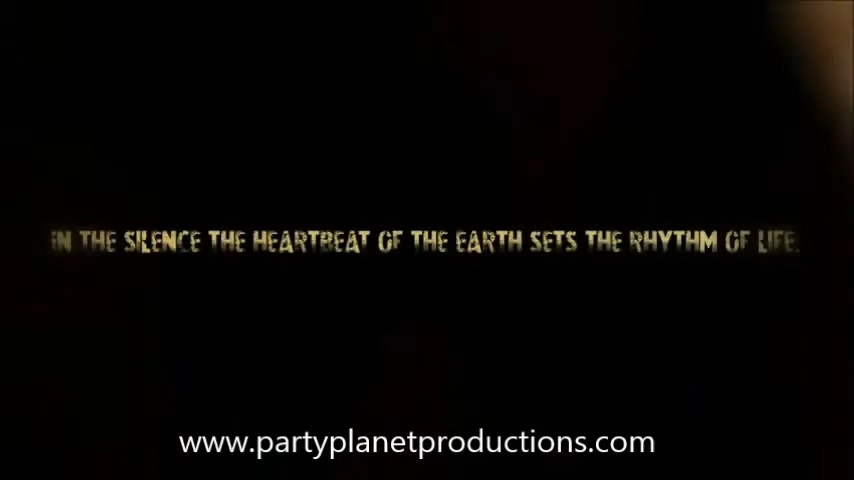 IN THE SILENCE THE HEARTBEAT OF THE EARTH SETS THE RHYTHM OF LIFE.
www.partyplanetproductions.com